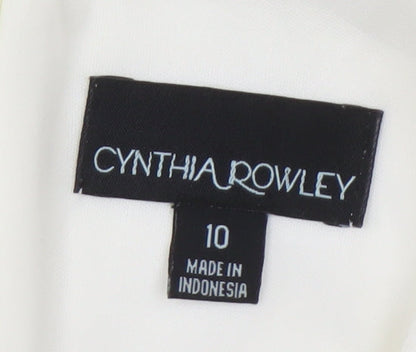 CYNTHIA ROWLEY
10
MADE IN
INDONESIA